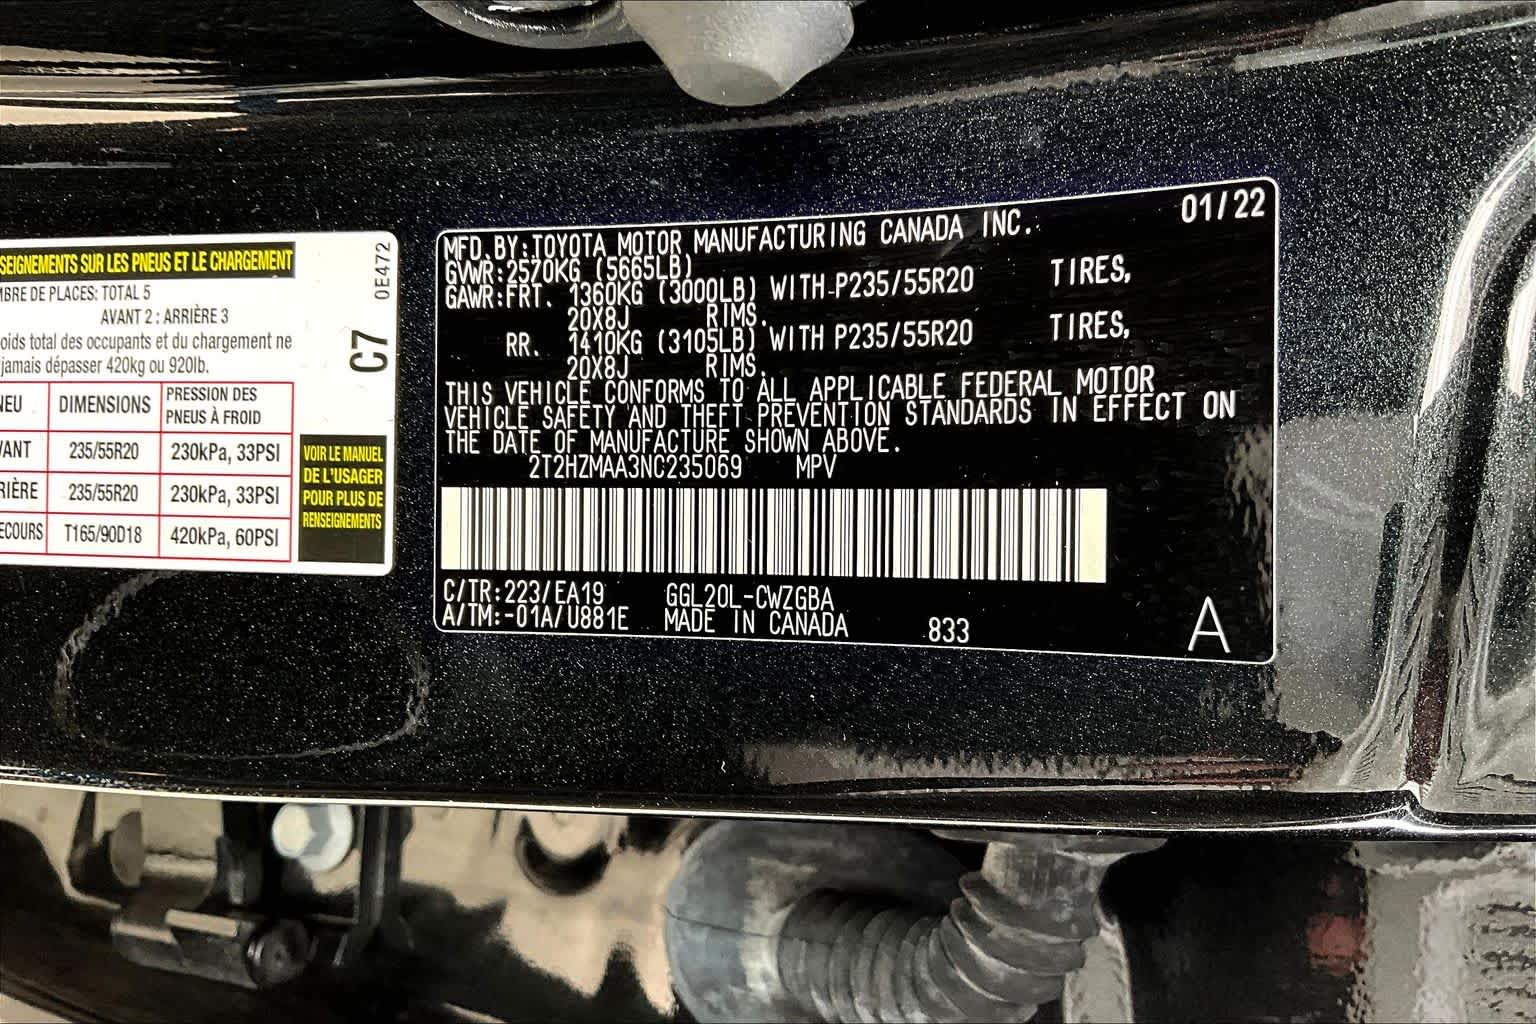 SEIGNEMENTS SUR LES PNEUS ET LE CHARGEMENT
MBRE DE PLACES: TOTAL 5
AVANT 2 : ARRIÈRE 3
oids total des occupants et du chargement ne
jamais dépasser 420kg ou 920lb.
NEU DIMENSIONS PRESSION DES PNEUS À FROID
VANT 235/55R20 230kPa, 33PSI
RIÈRE 235/55R20 230kPa, 33PSI
ECOURS T165/90D18 420kPa, 60PSI
0E472
C7
VOIR LE MANUEL
DE L'USAGER
POUR PLUS DE
RENSEIGNEMENTS
01/22
MFD. BY:TOYOTA MOTOR MANUFACTURING CANADA INC.
GVWR:2570KG (5665LB)
GAWR:FRT. 1360KG (3000LB) WITH P235/55R20 TIRES,
20X8J RIMS.
RR. 1410KG (3105LB) WITH P235/55R20 TIRES,
20X8J RIMS.
THIS VEHICLE CONFORMS TO ALL APPLICABLE FEDERAL MOTOR
VEHICLE SAFETY AND THEFT PREVENTION STANDARDS IN EFFECT ON
THE DATE OF MANUFACTURE SHOWN ABOVE.
2T2HZMAA3NC235069 MPV
C/TR:223/EA19 GGL20L-CWZGBA
A/TM:-01A/U881E MADE IN CANADA 833 A